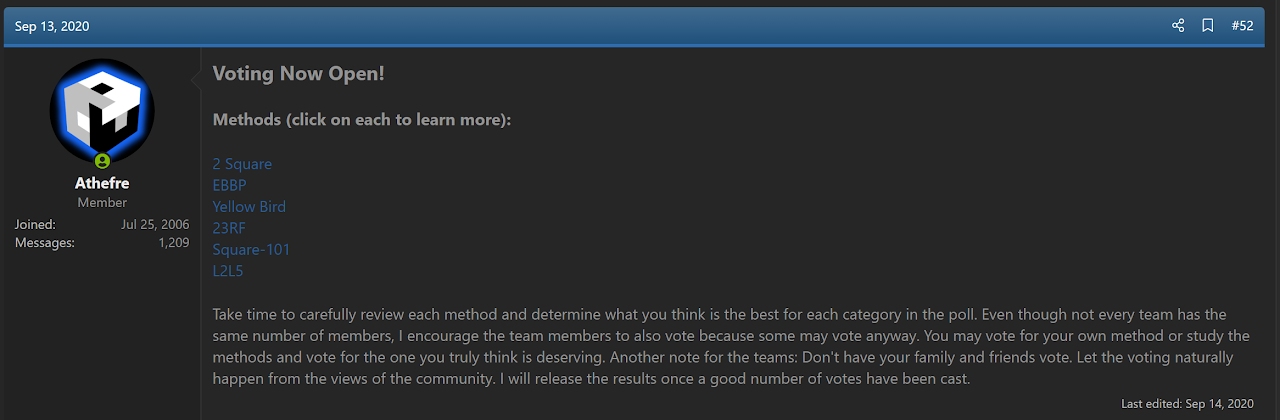 Sep 13, 2020
#52
Athefre
Member
Joined: Jul 25, 2006
Messages: 1,209
Voting Now Open!
Methods (click on each to learn more):
2 Square
EBBP
Yellow Bird
23RF
Square-101
L2L5
Take time to carefully review each method and determine what you think is the best for each category in the poll. Even though not every team has the
same number of members, I encourage the team members to also vote because some may vote anyway. You may vote for your own method or study the
methods and vote for the one you truly think is deserving. Another note for the teams: Don't have your family and friends vote. Let the voting naturally
happen from the views of the community. I will release the results once a good number of votes have been cast.
Last edited: Sep 14, 2020